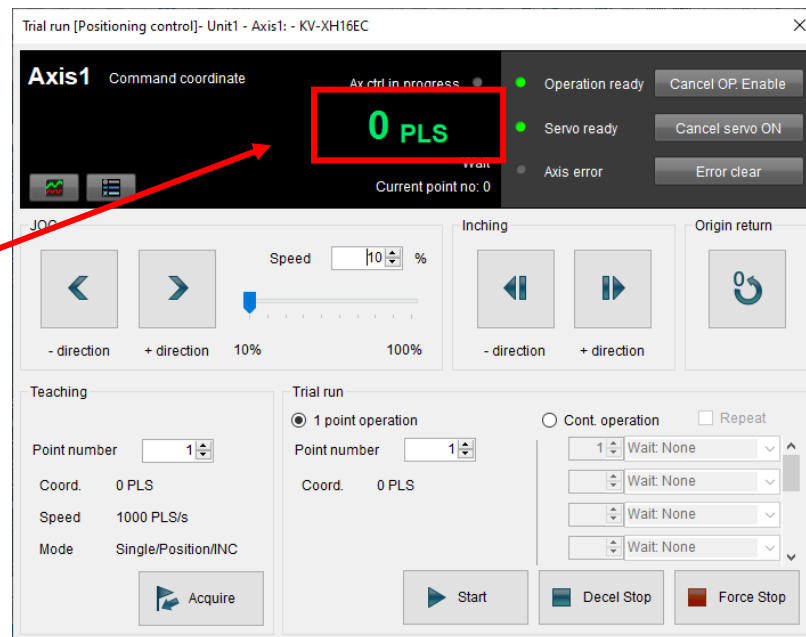 Trial run [Positioning control]- Unit1 - Axis1: - KV-XH16EC
Axis1 Command coordinate
Ax ctrl in progress
0 PLS
Wait
Current point no: 0
Operation ready Cancel OP. Enable
Servo ready Cancel servo ON
Axis error Error clear
JOG
Speed 10 %
- direction + direction 10% 100%
Inching
- direction + direction
Origin return
0
Teaching
Point number 1
Coord. 0 PLS
Speed 1000 PLS/s
Mode Single/Position/INC
Acquire
Trial run
1 point operation
Point number 1
Coord. 0 PLS
Cont. operation Repeat
1 Wait: None
Wait: None
Wait: None
Wait: None
Start Decel Stop Force Stop